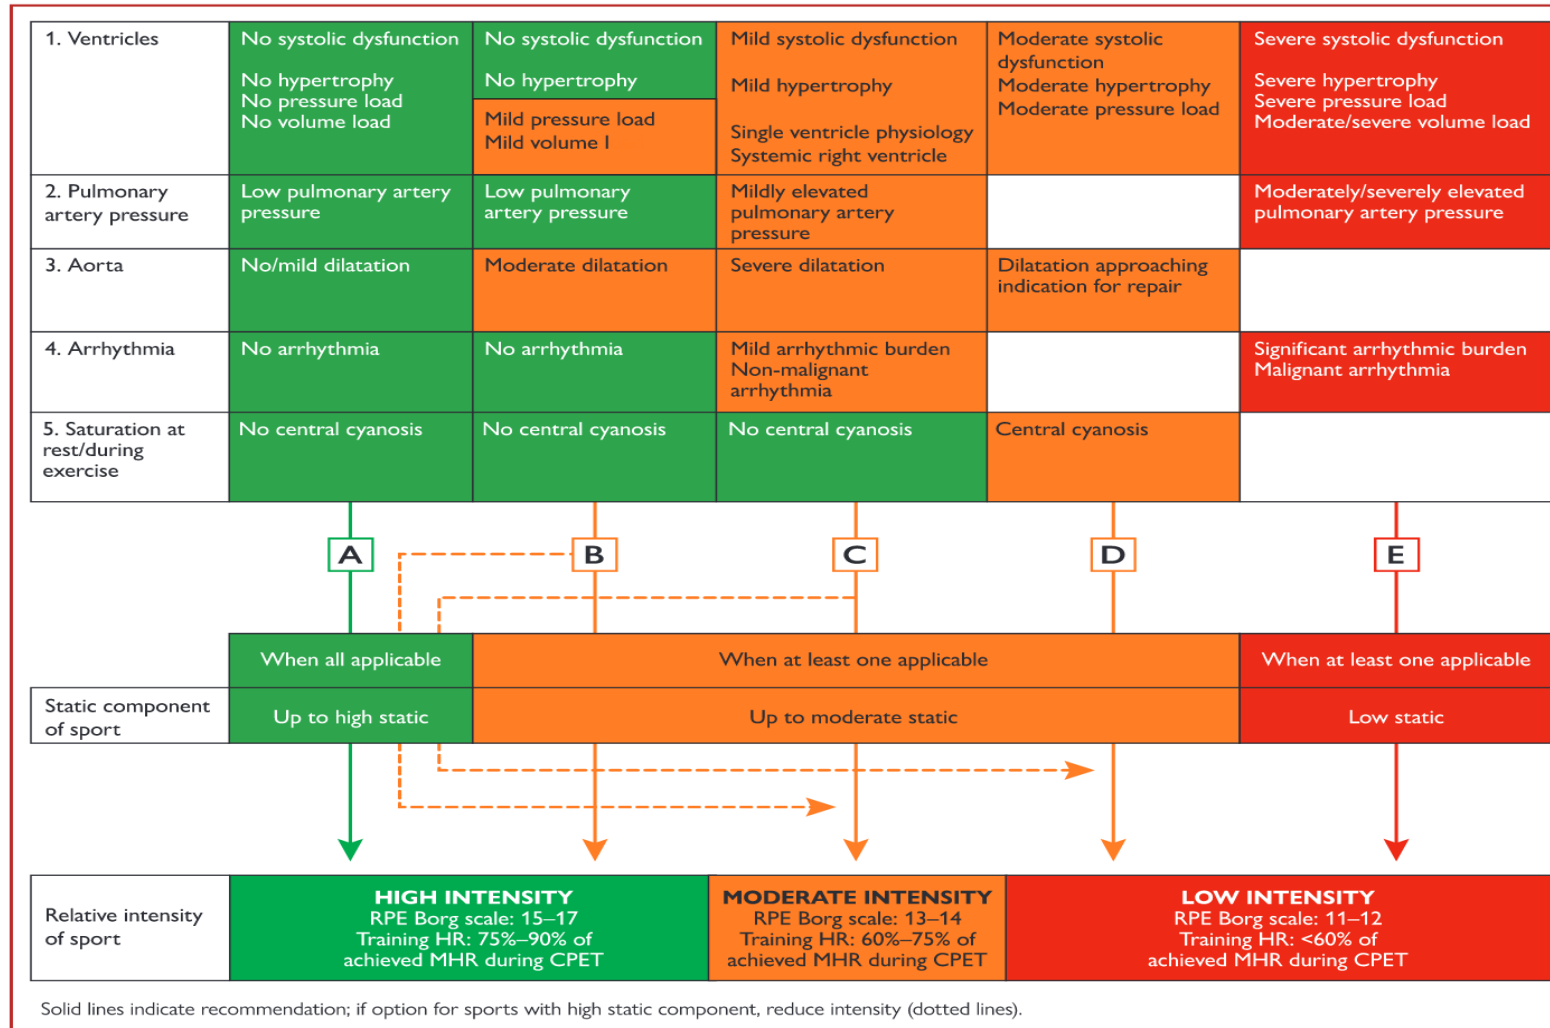 1. Ventricles
No systolic dysfunction
No hypertrophy
No pressure load
No volume load
No systolic dysfunction
No hypertrophy
Mild pressure load
Mild volume l
Mild systolic dysfunction
Mild hypertrophy
Single ventricle physiology
Systemic right ventricle
Moderate systolic
dysfunction
Moderate hypertrophy
Moderate pressure load
Severe systolic dysfunction
Severe hypertrophy
Severe pressure load
Moderate/severe volume load
2. Pulmonary
artery pressure
Low pulmonary artery
pressure
Low pulmonary
artery pressure
Mildly elevated
pulmonary artery
pressure
Moderately/severely elevated
pulmonary artery pressure
3. Aorta
No/mild dilatation
Moderate dilatation
Severe dilatation
Dilatation approaching
indication for repair
4. Arrhythmia
No arrhythmia
No arrhythmia
Mild arrhythmic burden
Non-malignant
arrhythmia
Significant arrhythmic burden
Malignant arrhythmia
5. Saturation at
rest/during
exercise
No central cyanosis
No central cyanosis
No central cyanosis
Central cyanosis
A
B
C
D
E
When all applicable
When at least one applicable
When at least one applicable
Static component
of sport
Up to high static
Up to moderate static
Low static
Relative intensity
of sport
HIGH INTENSITY
RPE Borg scale: 15–17
Training HR: 75%–90% of
achieved MHR during CPET
MODERATE INTENSITY
RPE Borg scale: 13–14
Training HR: 60%–75% of
achieved MHR during CPET
LOW INTENSITY
RPE Borg scale: 11–12
Training HR: <60% of
achieved MHR during CPET
Solid lines indicate recommendation; if option for sports with high static component, reduce intensity (dotted lines).